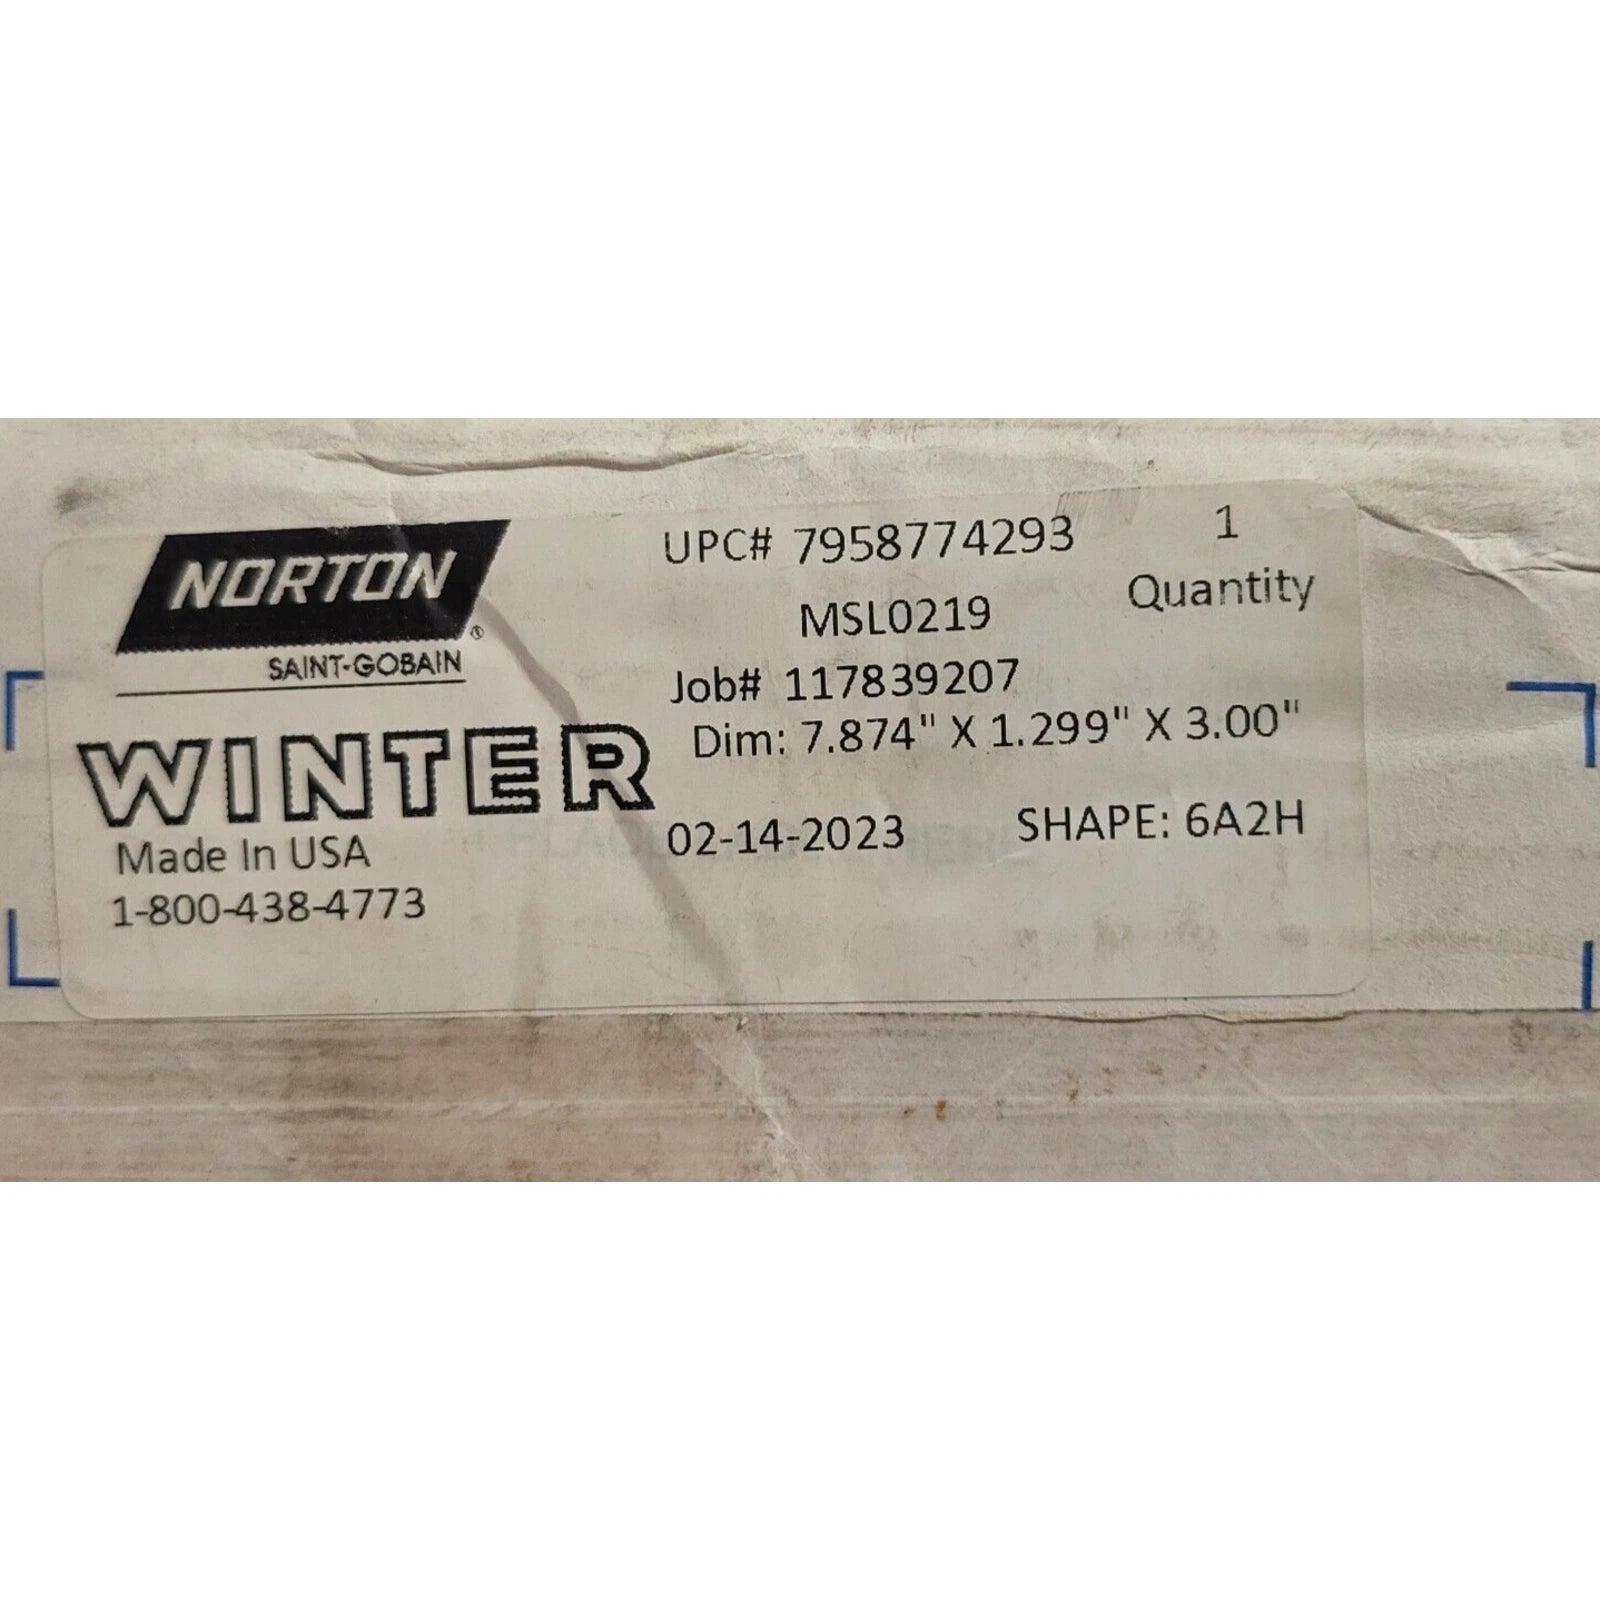 NORTON
®
SAINT-GOBAIN
WINTER
Made In USA
1-800-438-4773
UPC# 7958774293
1
Quantity
MSL0219
Job# 117839207
Dim: 7.874" X 1.299" X 3.00"
02-14-2023
SHAPE: 6A2H